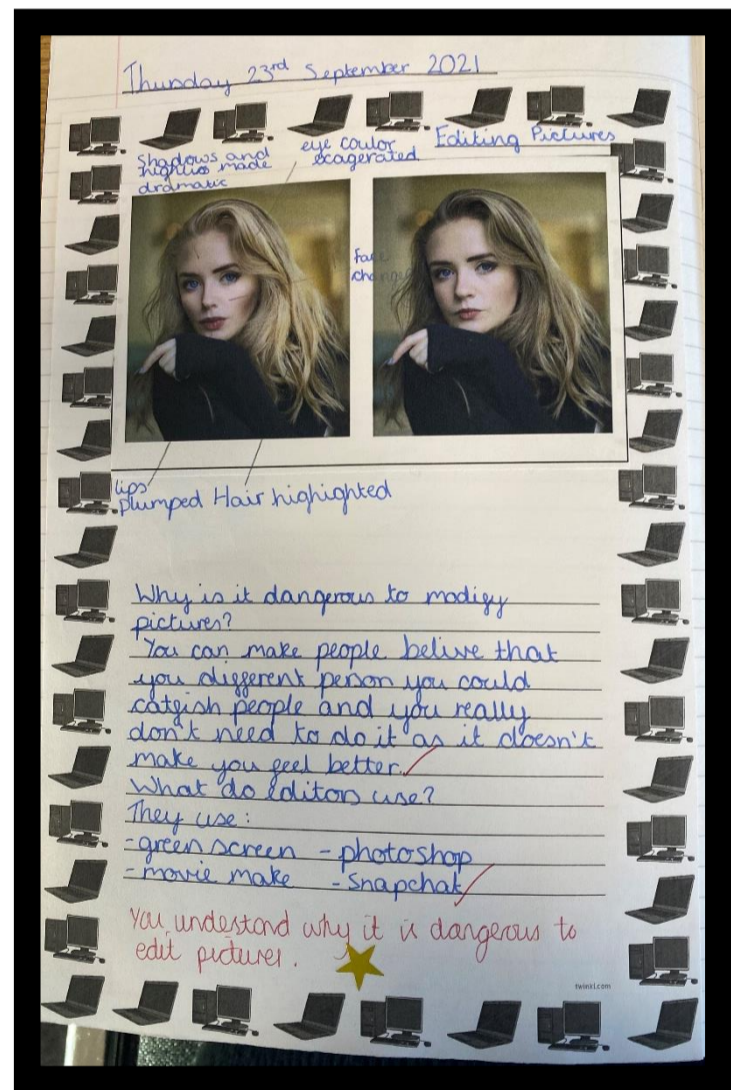 Thursday 23rd September 2021
Editing Pictures
Shadows and
highlits made
dramatic
eye coulor
exagerated
Face
changed
lips
plumped
Hair highighted
Why is it dangerous to modify
pictures?
You can make people belive that
you different person you could
catfish people and you really
don't need to do it as it doesn't
make you feel better.
What do editors use?
They use:
-green screen -photoshop
-movie make -snapchat
You understand why it is dangerous to
edit pictures.
twinkl.com